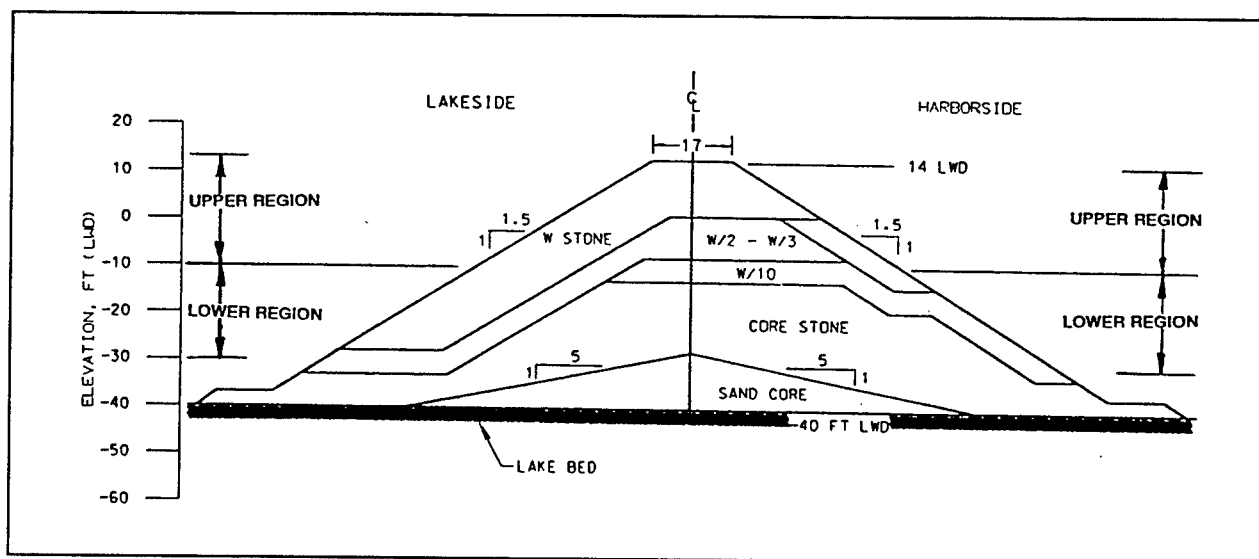 LAKESIDE
℄
HARBORSIDE
ELEVATION, FT (LWD)
20
10
0
-10
-20
-30
-40
-50
-60
17
14 LWD
UPPER REGION
LOWER REGION
1.5
1
W STONE
W/2 - W/3
W/10
1.5
1
UPPER REGION
LOWER REGION
CORE STONE
5
1
5
1
SAND CORE
-40 FT LWD
LAKE BED